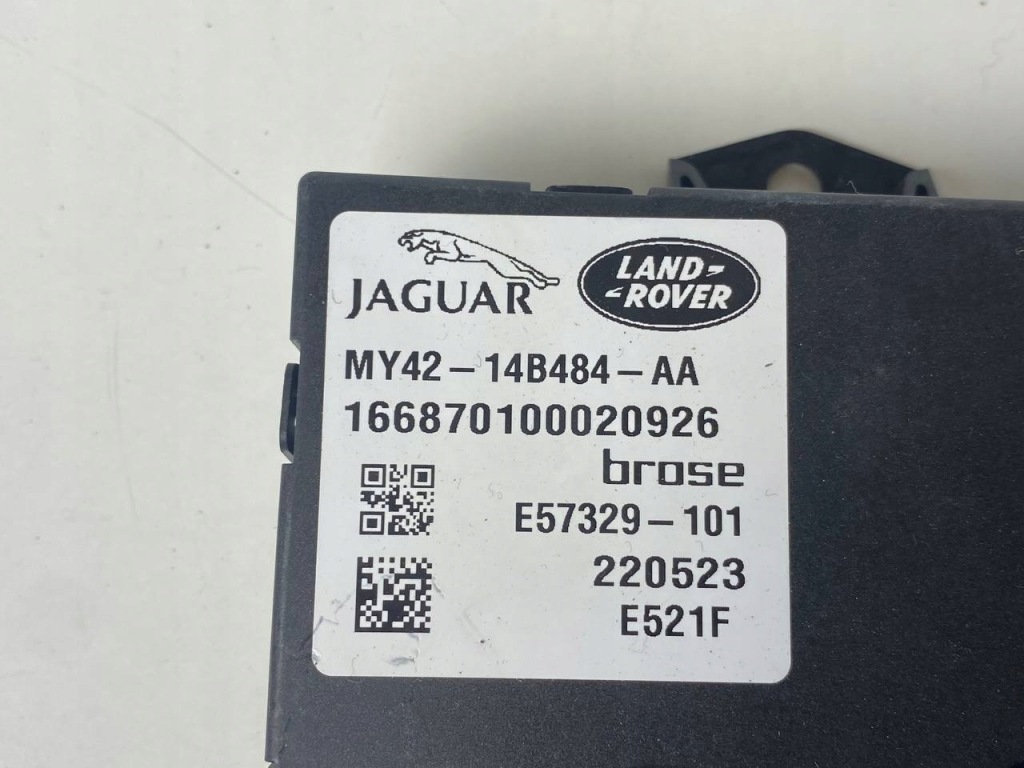 JAGUAR
LAND-
-ROVER
MY42-14B484-AA
166870100020926
brose
E57329-101
220523
E521F